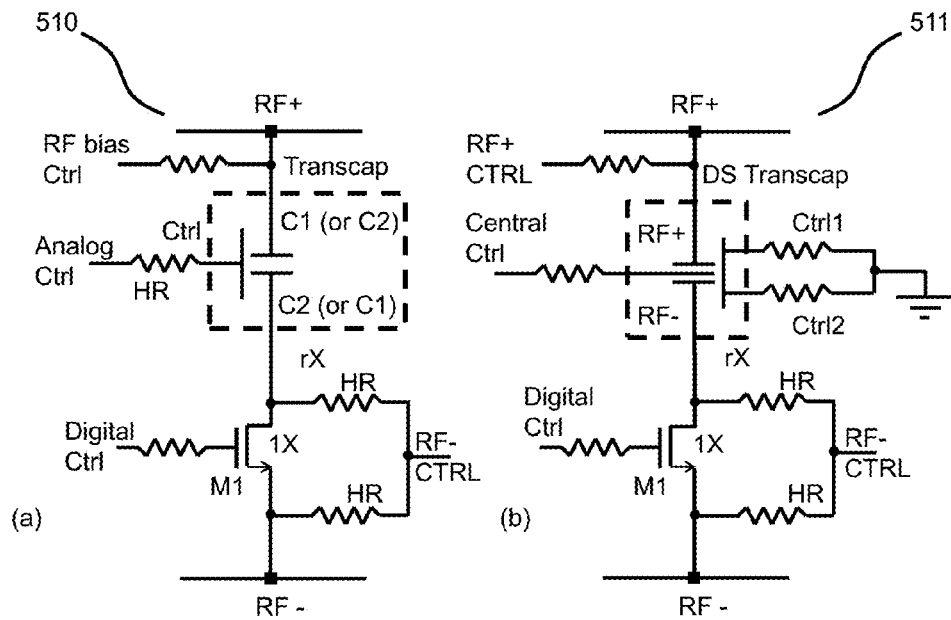 510
RF+
RF bias
Ctrl
Transcap
Ctrl
C1 (or C2)
Analog
Ctrl
HR
C2 (or C1)
rX
HR
Digital
Ctrl
1X
RF-
CTRL
M1
HR
(a)
RF -
511
RF+
RF+
CTRL
DS Transcap
Central
Ctrl
RF+
Ctrl1
RF-
Ctrl2
rX
HR
Digital
Ctrl
1X
RF-
CTRL
M1
HR
(b)
RF -